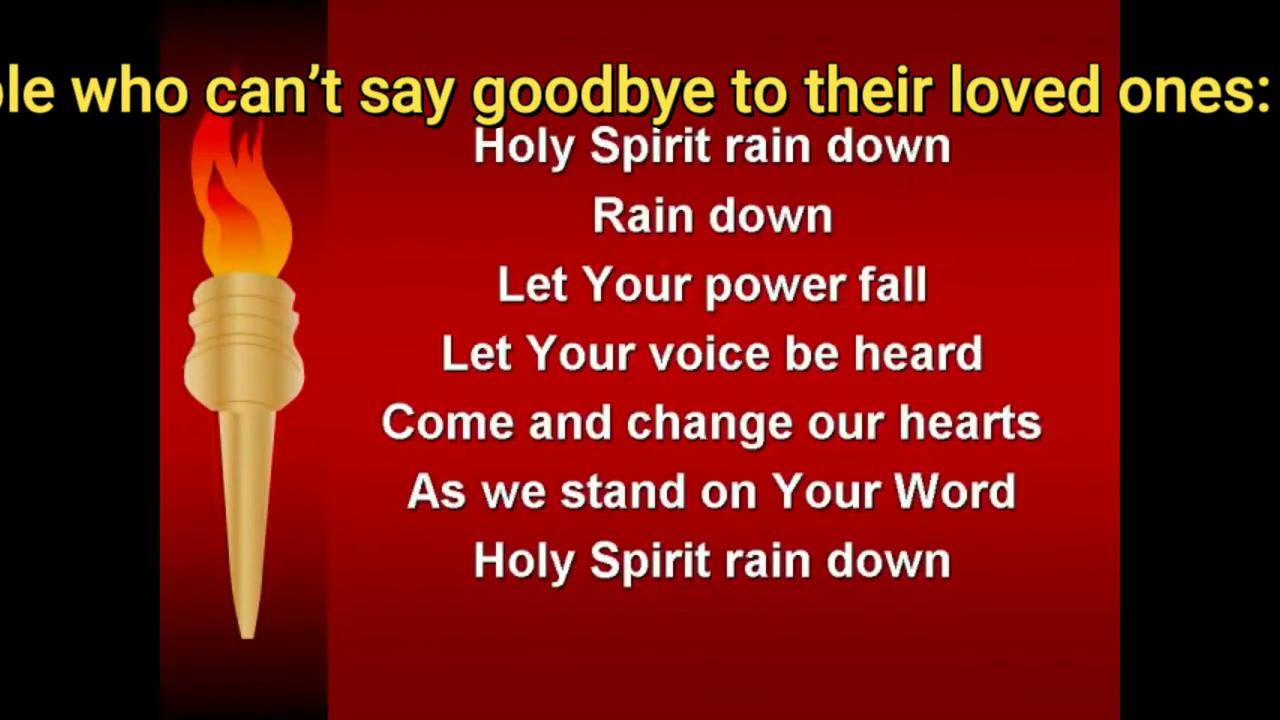 who can’t say goodbye to their loved ones:
Holy Spirit rain down
Rain down
Let Your power fall
Let Your voice be heard
Come and change our hearts
As we stand on Your Word
Holy Spirit rain down